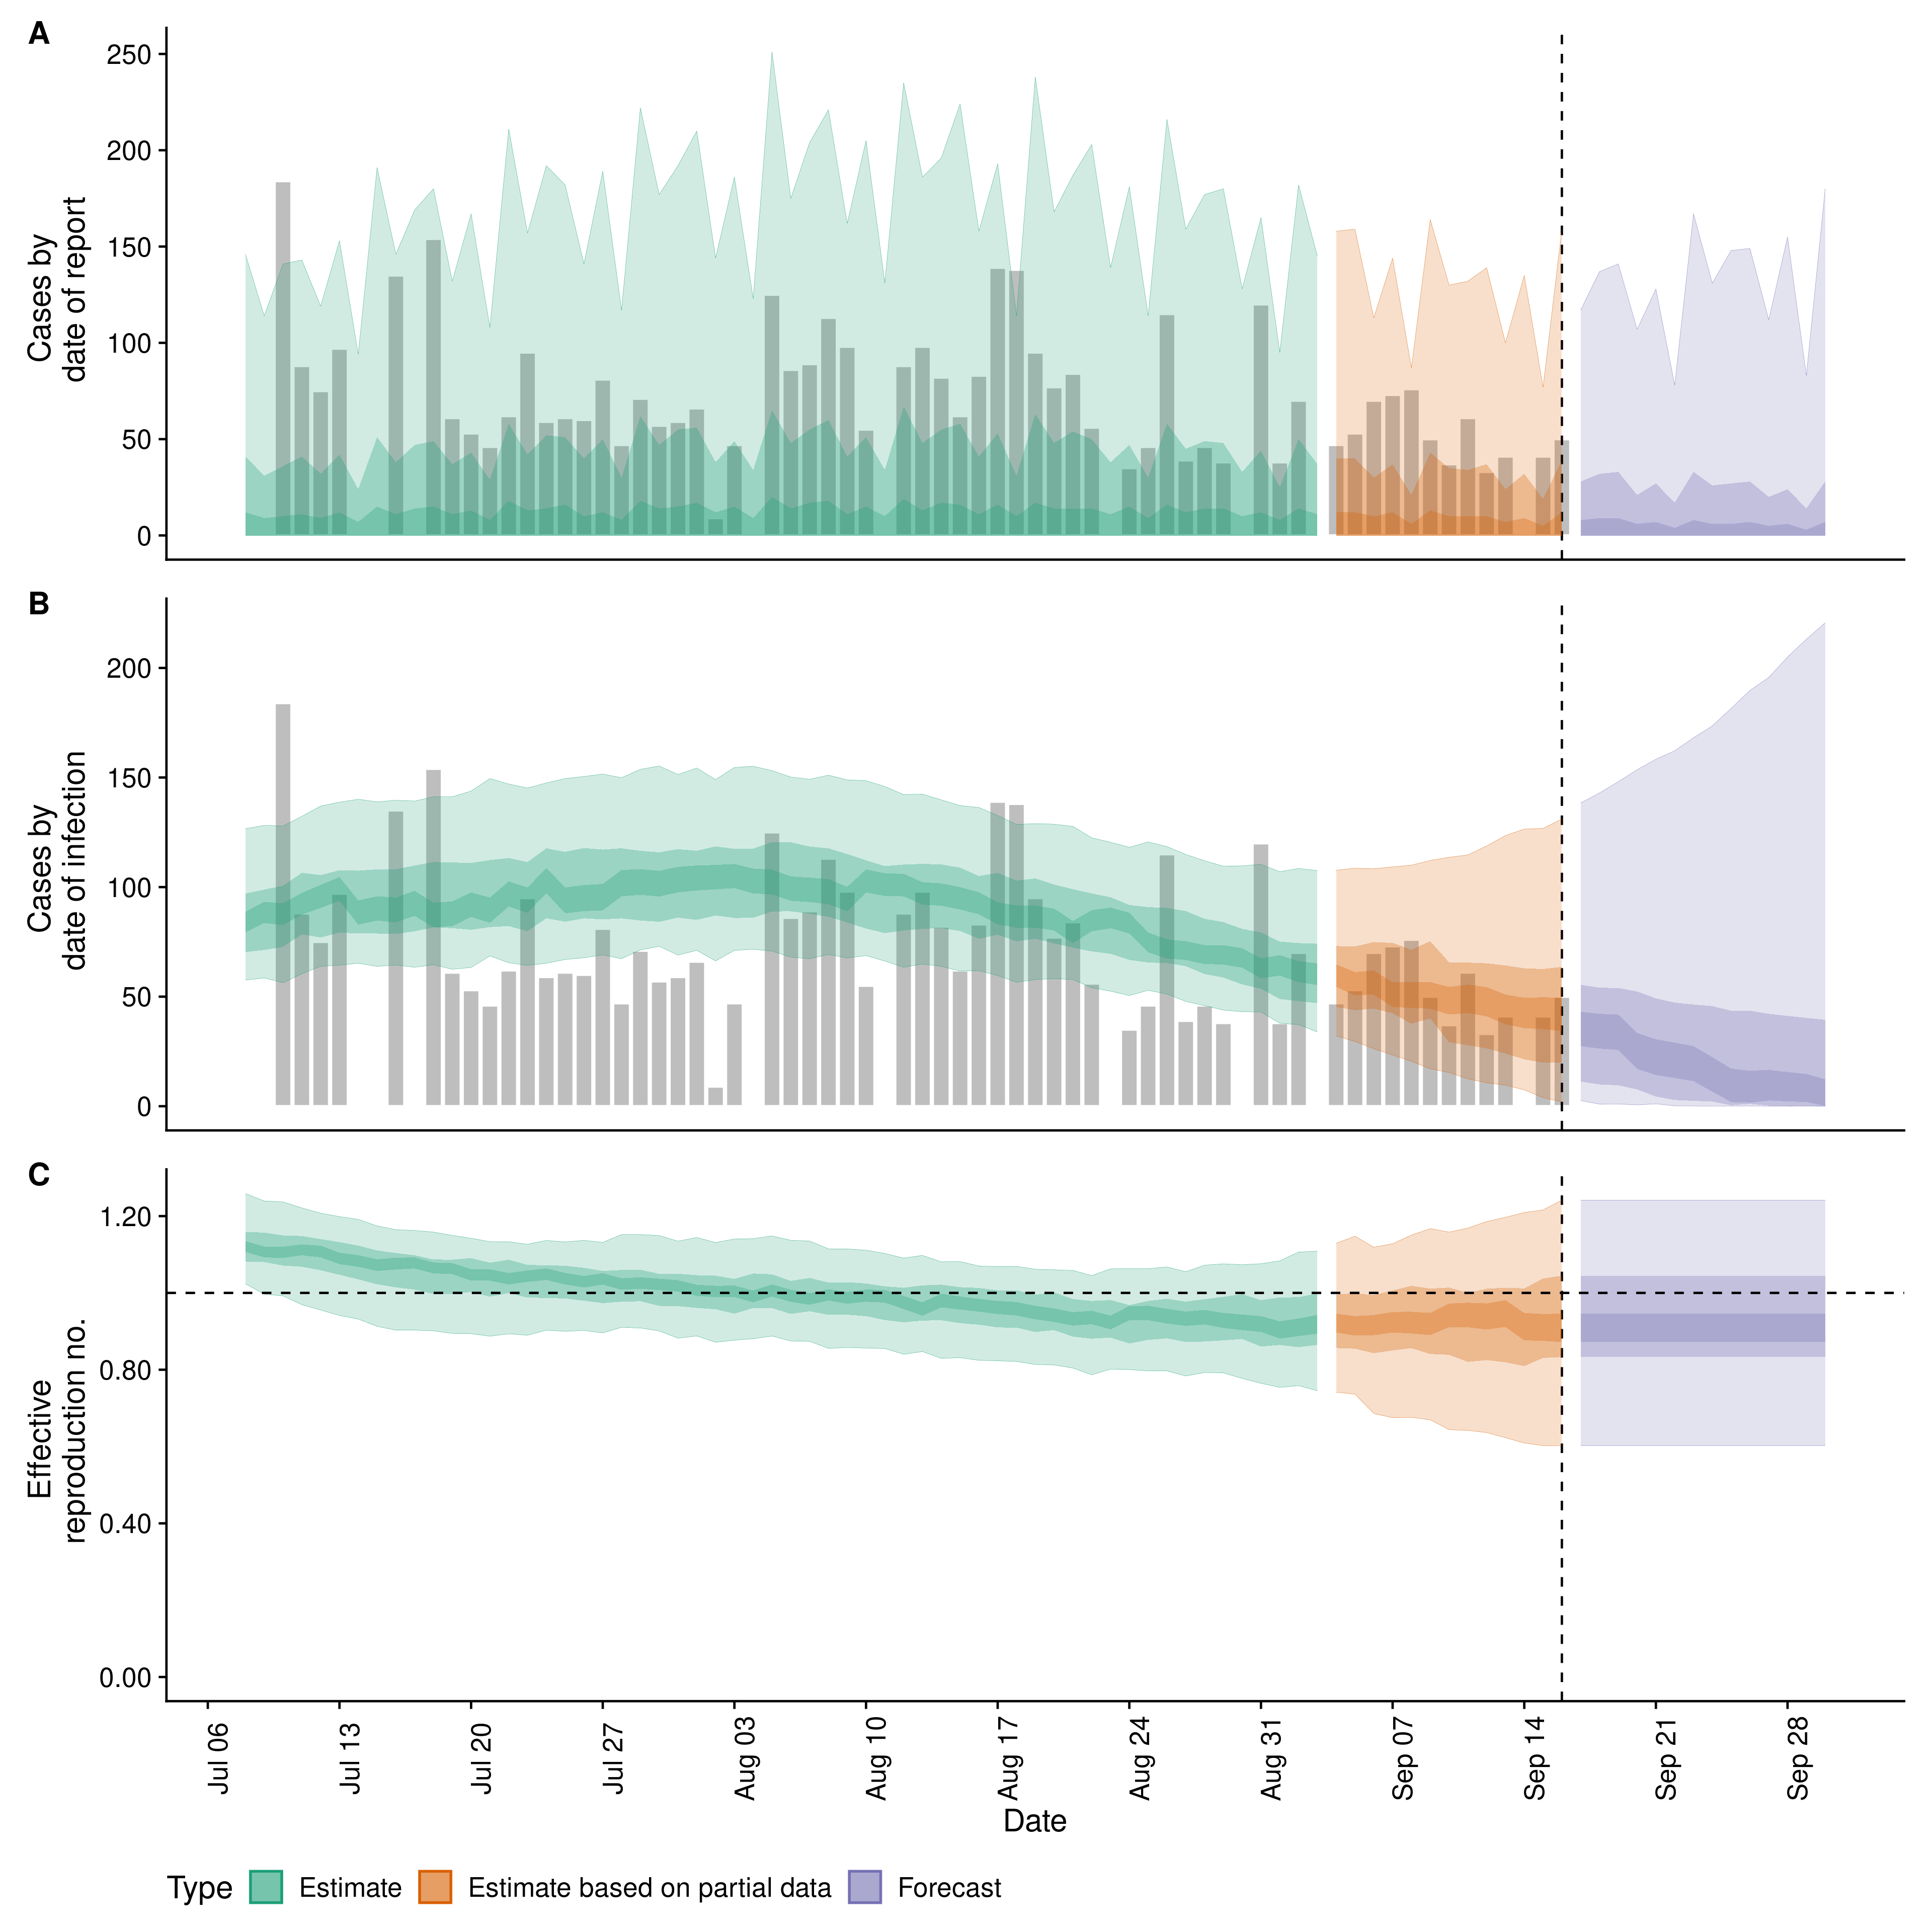 A
250
200
150
100
50
0
Cases by
date of report
B
200
150
100
50
0
Cases by
date of infection
C
1.20
0.80
0.40
0.00
Effective
reproduction no.
Jul 06
Jul 13
Jul 20
Jul 27
Aug 03
Aug 10
Aug 17
Aug 24
Aug 31
Sep 07
Sep 14
Sep 21
Sep 28
Date
Type Estimate Estimate based on partial data Forecast